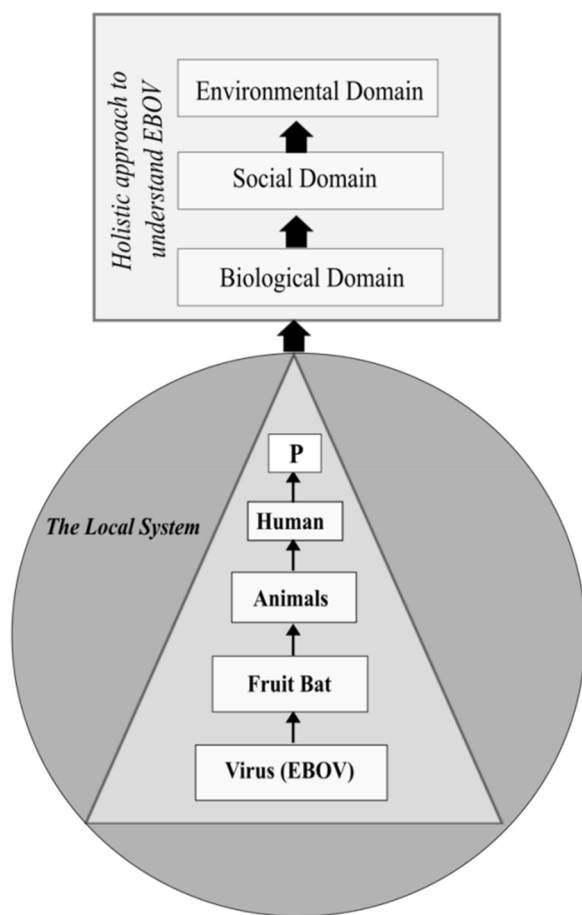 Holistic approach to
understand EBOV
Environmental Domain
Social Domain
Biological Domain
The Local System
P
Human
Animals
Fruit Bat
Virus (EBOV)